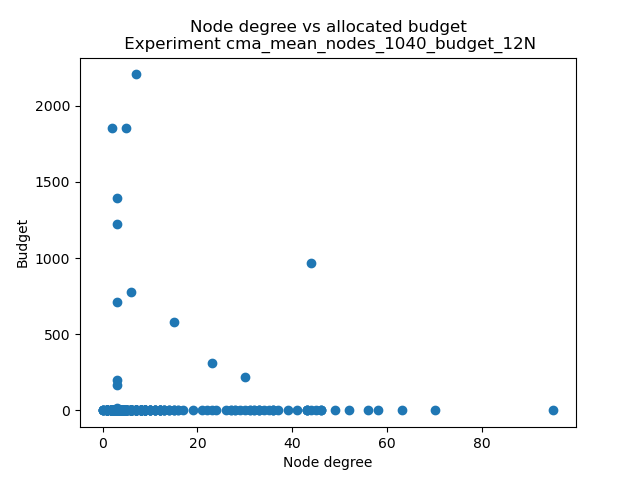 Node degree vs allocated budget
Experiment cma_mean_nodes_1040_budget_12N
Budget
2000
1500
1000
500
0
0 20 40 60 80
Node degree